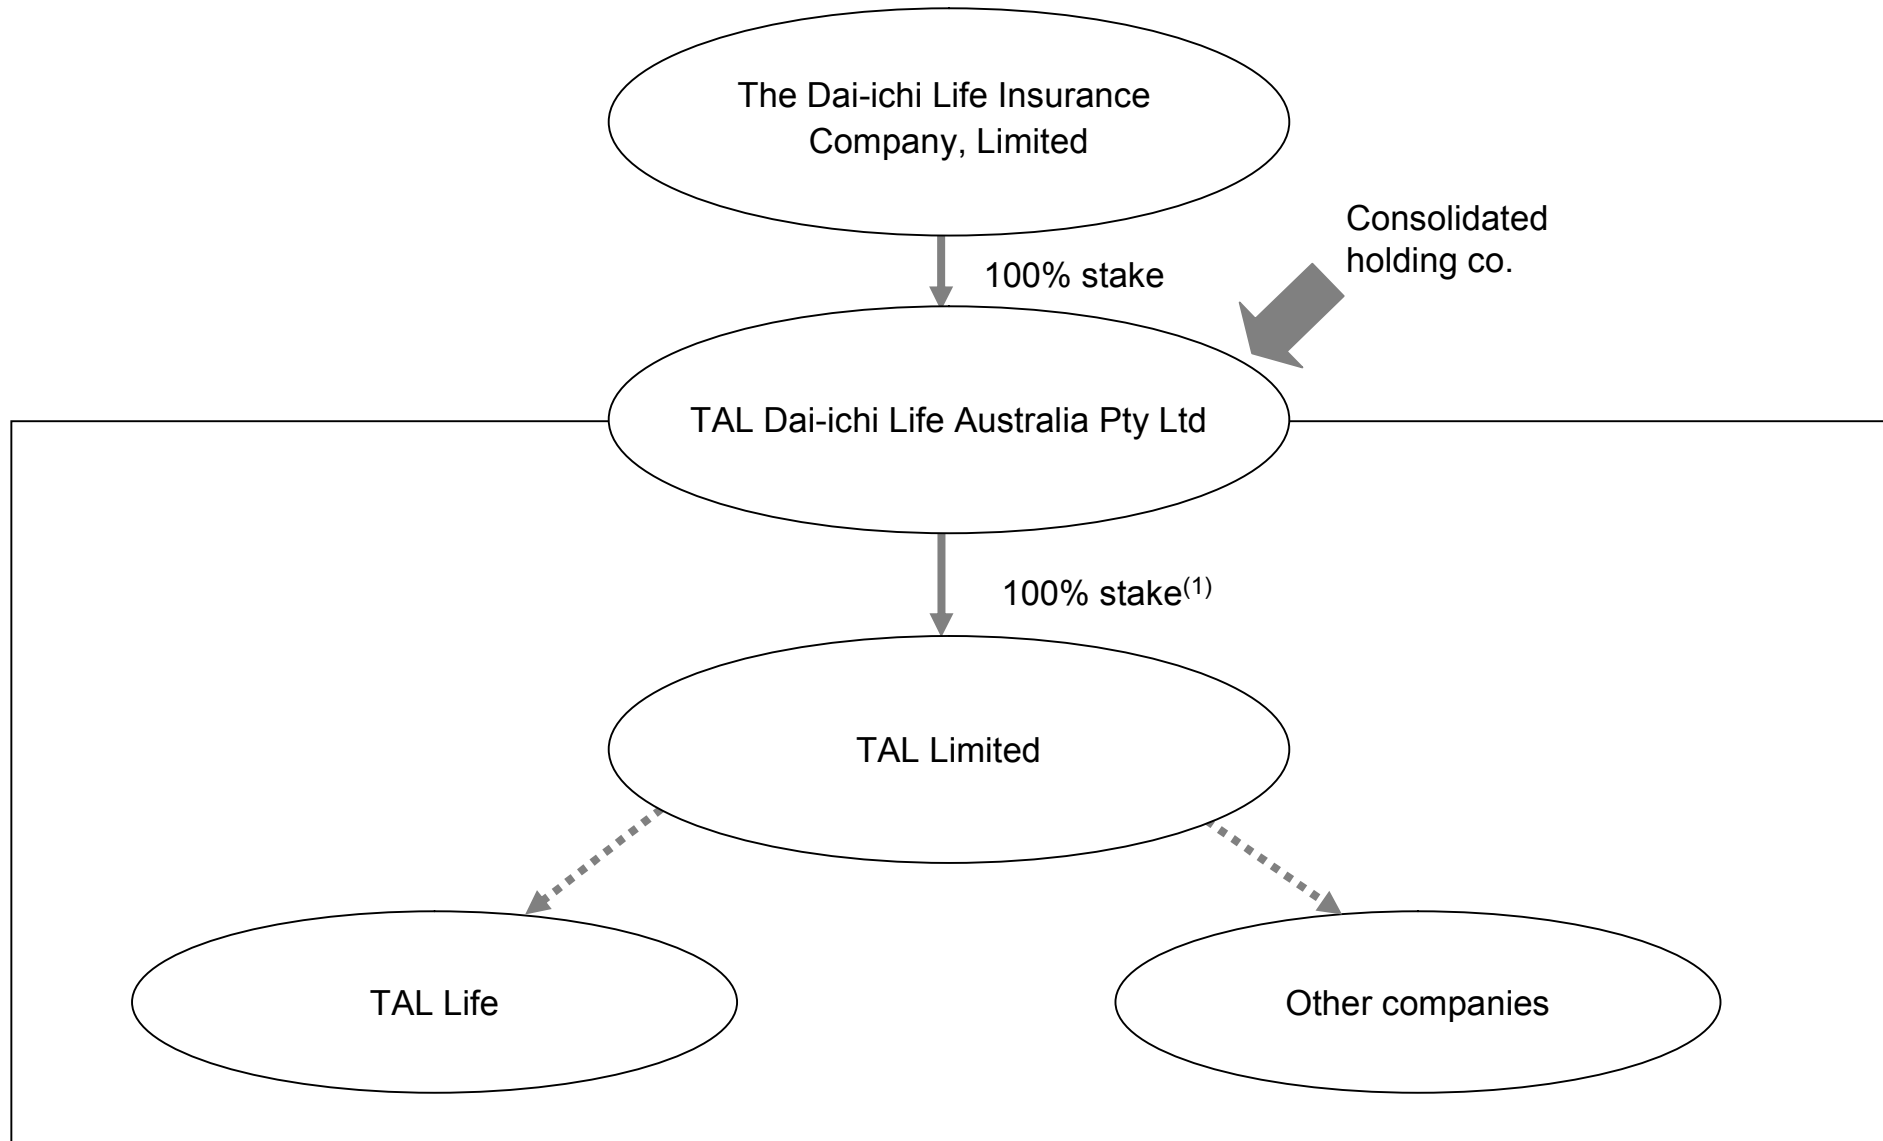 The Dai-ichi Life Insurance
Company, Limited
Consolidated
holding co.
100% stake
TAL Dai-ichi Life Australia Pty Ltd
100% stake(1)
TAL Limited
TAL Life
Other companies